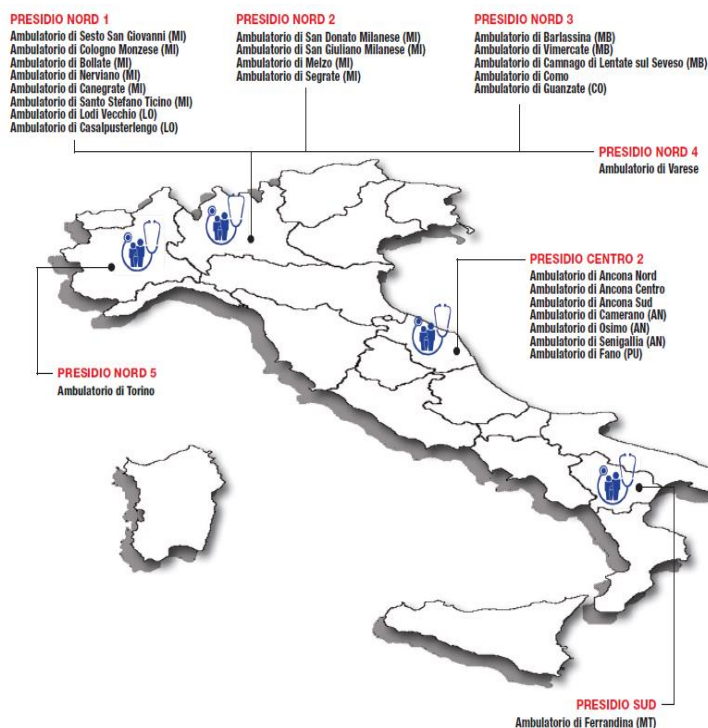 PRESIDIO NORD 1
Ambulatorio di Sesto San Giovanni (MI)
Ambulatorio di Cologno Monzese (MI)
Ambulatorio di Bollate (MI)
Ambulatorio di Nerviano (MI)
Ambulatorio di Canegrate (MI)
Ambulatorio di Santo Stefano Ticino (MI)
Ambulatorio di Lodi Vecchio (LO)
Ambulatorio di Casalpusterlengo (LO)
PRESIDIO NORD 2
Ambulatorio di San Donato Milanese (MI)
Ambulatorio di San Giuliano Milanese (MI)
Ambulatorio di Melzo (MI)
Ambulatorio di Segrate (MI)
PRESIDIO NORD 3
Ambulatorio di Barlassina (MB)
Ambulatorio di Vimercate (MB)
Ambulatorio di Camnago di Lentate sul Seveso (MB)
Ambulatorio di Como
Ambulatorio di Guanzate (CO)
PRESIDIO NORD 4
Ambulatorio di Varese
PRESIDIO CENTRO 2
Ambulatorio di Ancona Nord
Ambulatorio di Ancona Centro
Ambulatorio di Ancona Sud
Ambulatorio di Camerano (AN)
Ambulatorio di Osimo (AN)
Ambulatorio di Senigallia (AN)
Ambulatorio di Fano (PU)
PRESIDIO NORD 5
Ambulatorio di Torino
PRESIDIO SUD
Ambulatorio di Ferrandina (MT)